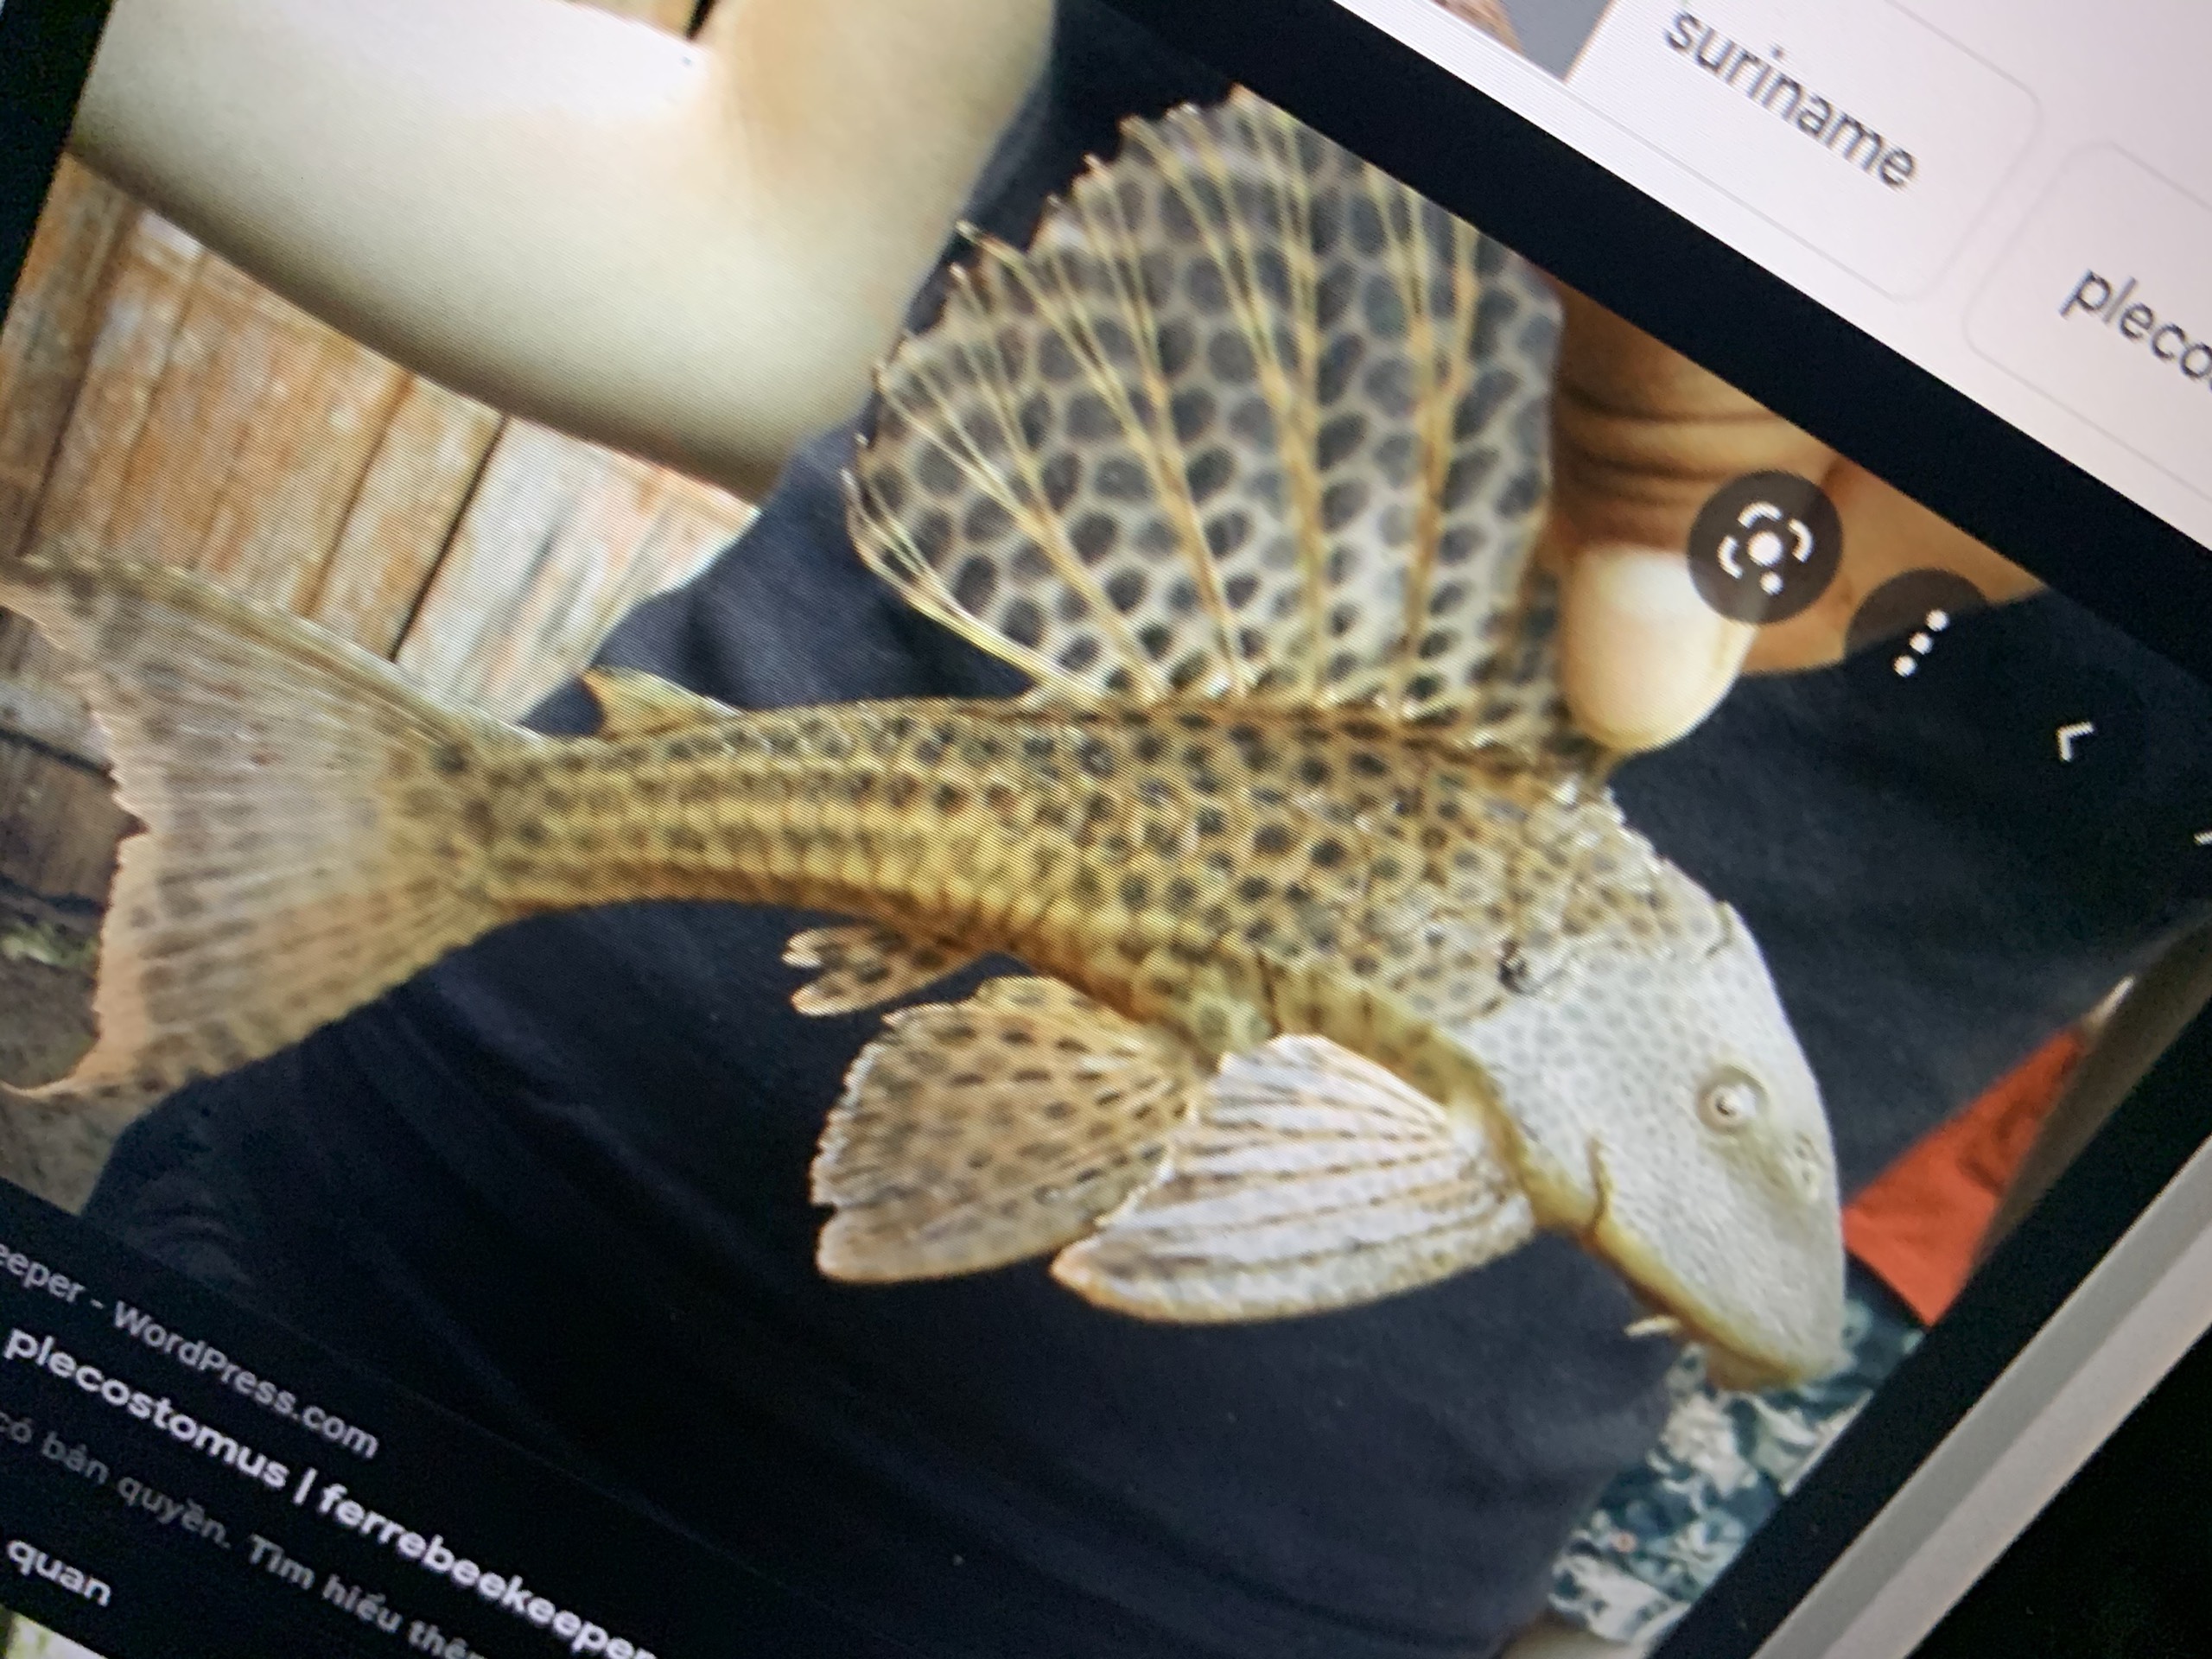 suriname
pleco
eeper - WordPress.com
plecostomus | ferrebeekeeper
có bản quyền. Tìm hiểu thêm
quan